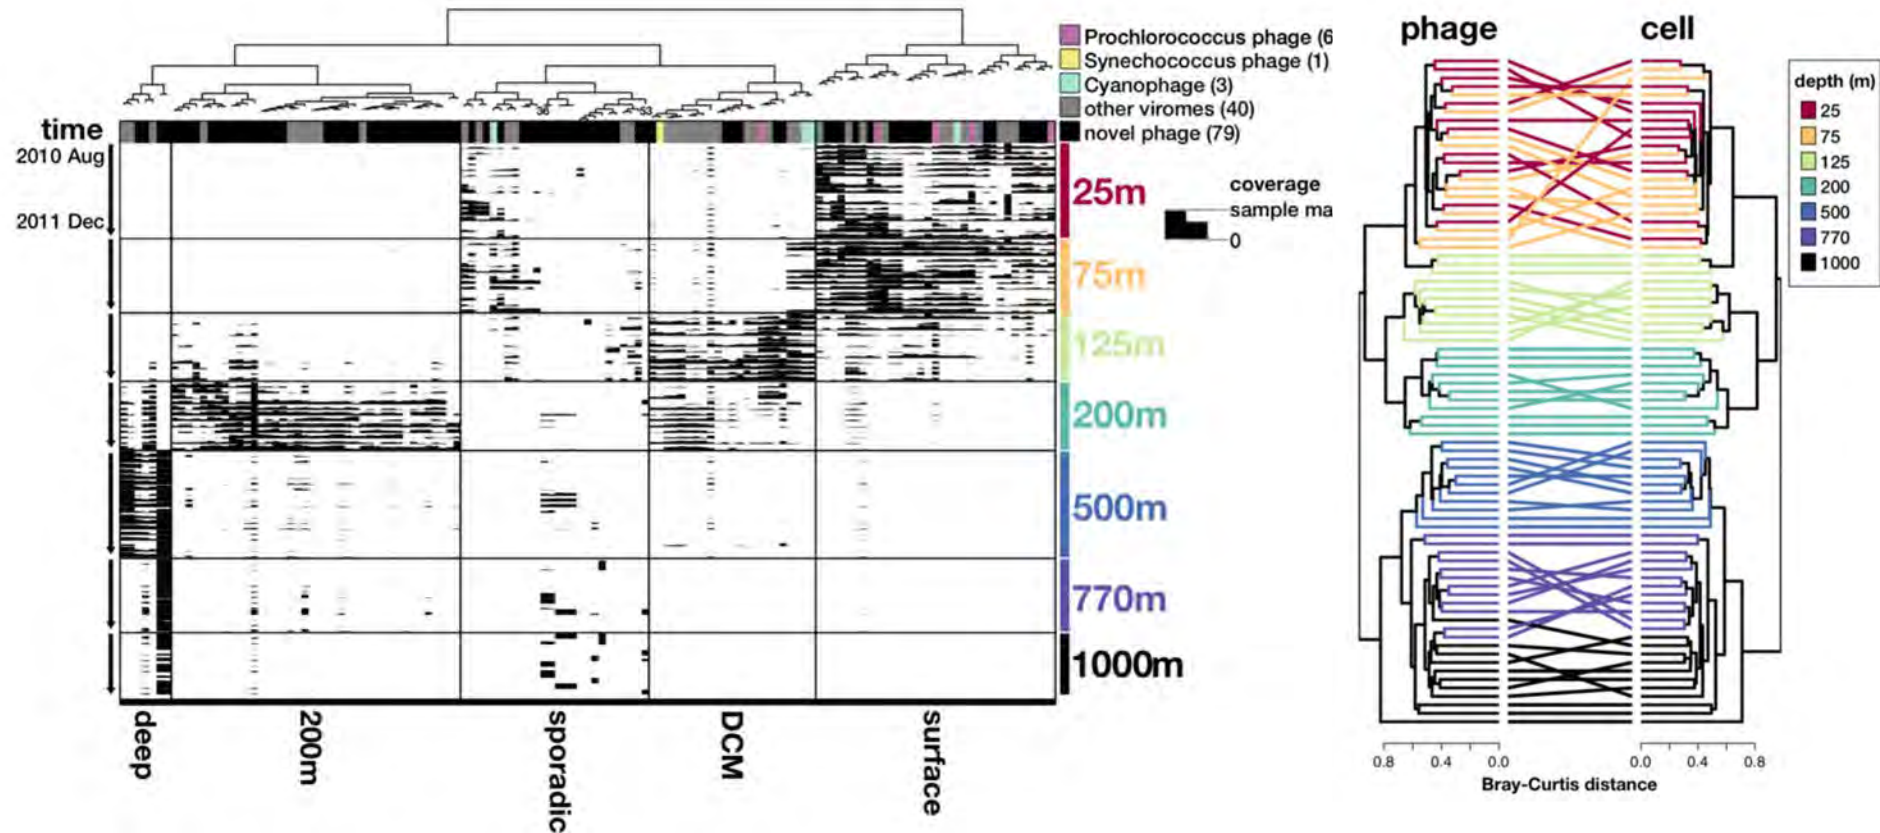 time
2010 Aug
2011 Dec
Prochlorococcus phage (6
Synechococcus phage (1)
Cyanophage (3)
other viromes (40)
novel phage (79)
36
53
25m
75m
125m
200m
500m
770m
1000m
coverage
sample ma
0
deep
200m
sporadic
DCM
surface
phage
cell
depth (m)
25
75
125
200
500
770
1000
0.8
0.4
0.0
0.0
0.4
0.8
Bray-Curtis distance